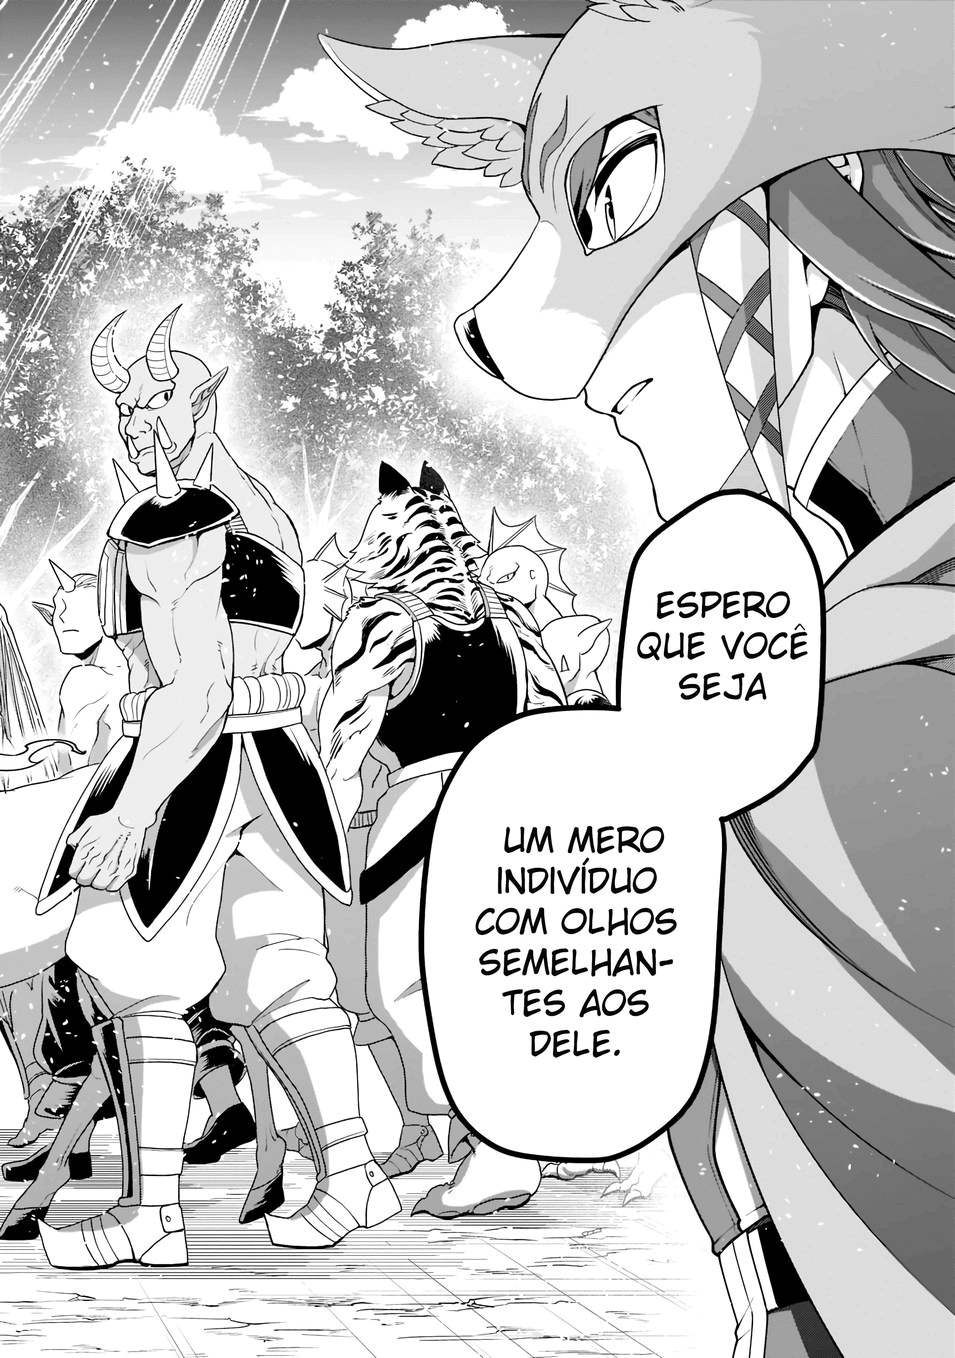 ESPERO
QUE VOCÊ
SEJA
UM MERO
INDIVÍDUO
COM OLHOS
SEMELHAN-
TES AOS
DELE.